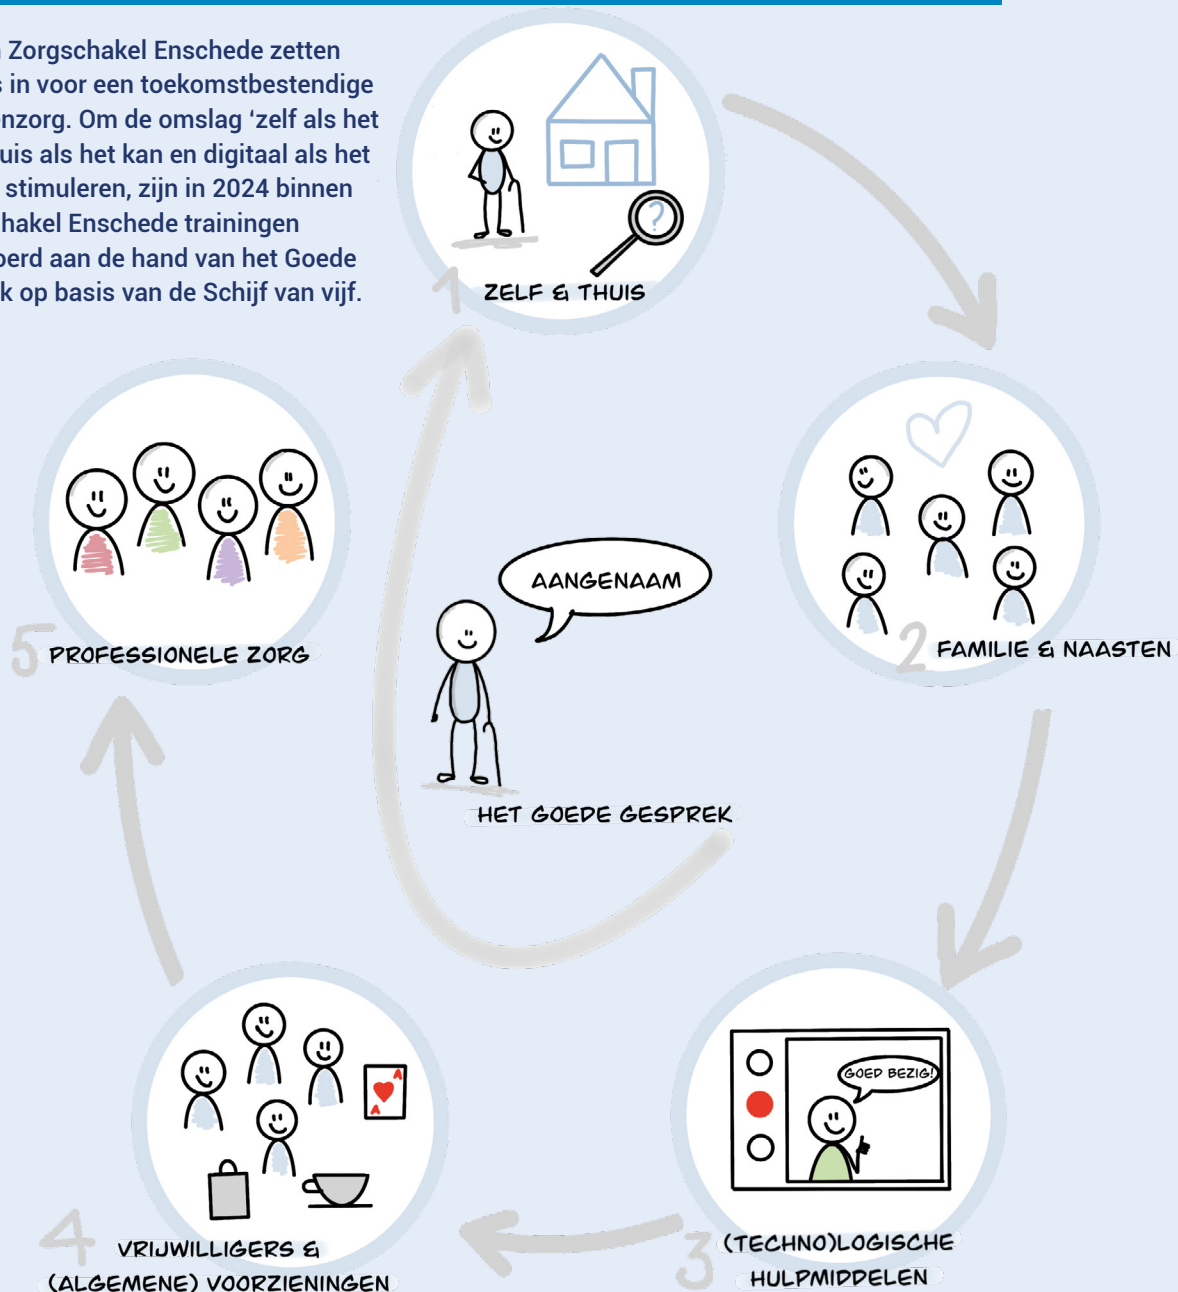 Zorgschakel Enschede zetten
in voor een toekomstbestendige
nzorg. Om de omslag ‘zelf als het
uis als het kan en digitaal als het
stimuleren, zijn in 2024 binnen
hakel Enschede trainingen
oerd aan de hand van het Goede
k op basis van de Schijf van vijf.
?
1 ZELF & THUIS
2 FAMILIE & NAASTEN
5 PROFESSIONELE ZORG
AANGENAAM
HET GOEDE GESPREK
GOED BEZIG!
3 (TECHNO)LOGISCHE
HULPMIDDELEN
A
A
4 VRIJWILLIGERS &
(ALGEMENE) VOORZIENINGEN